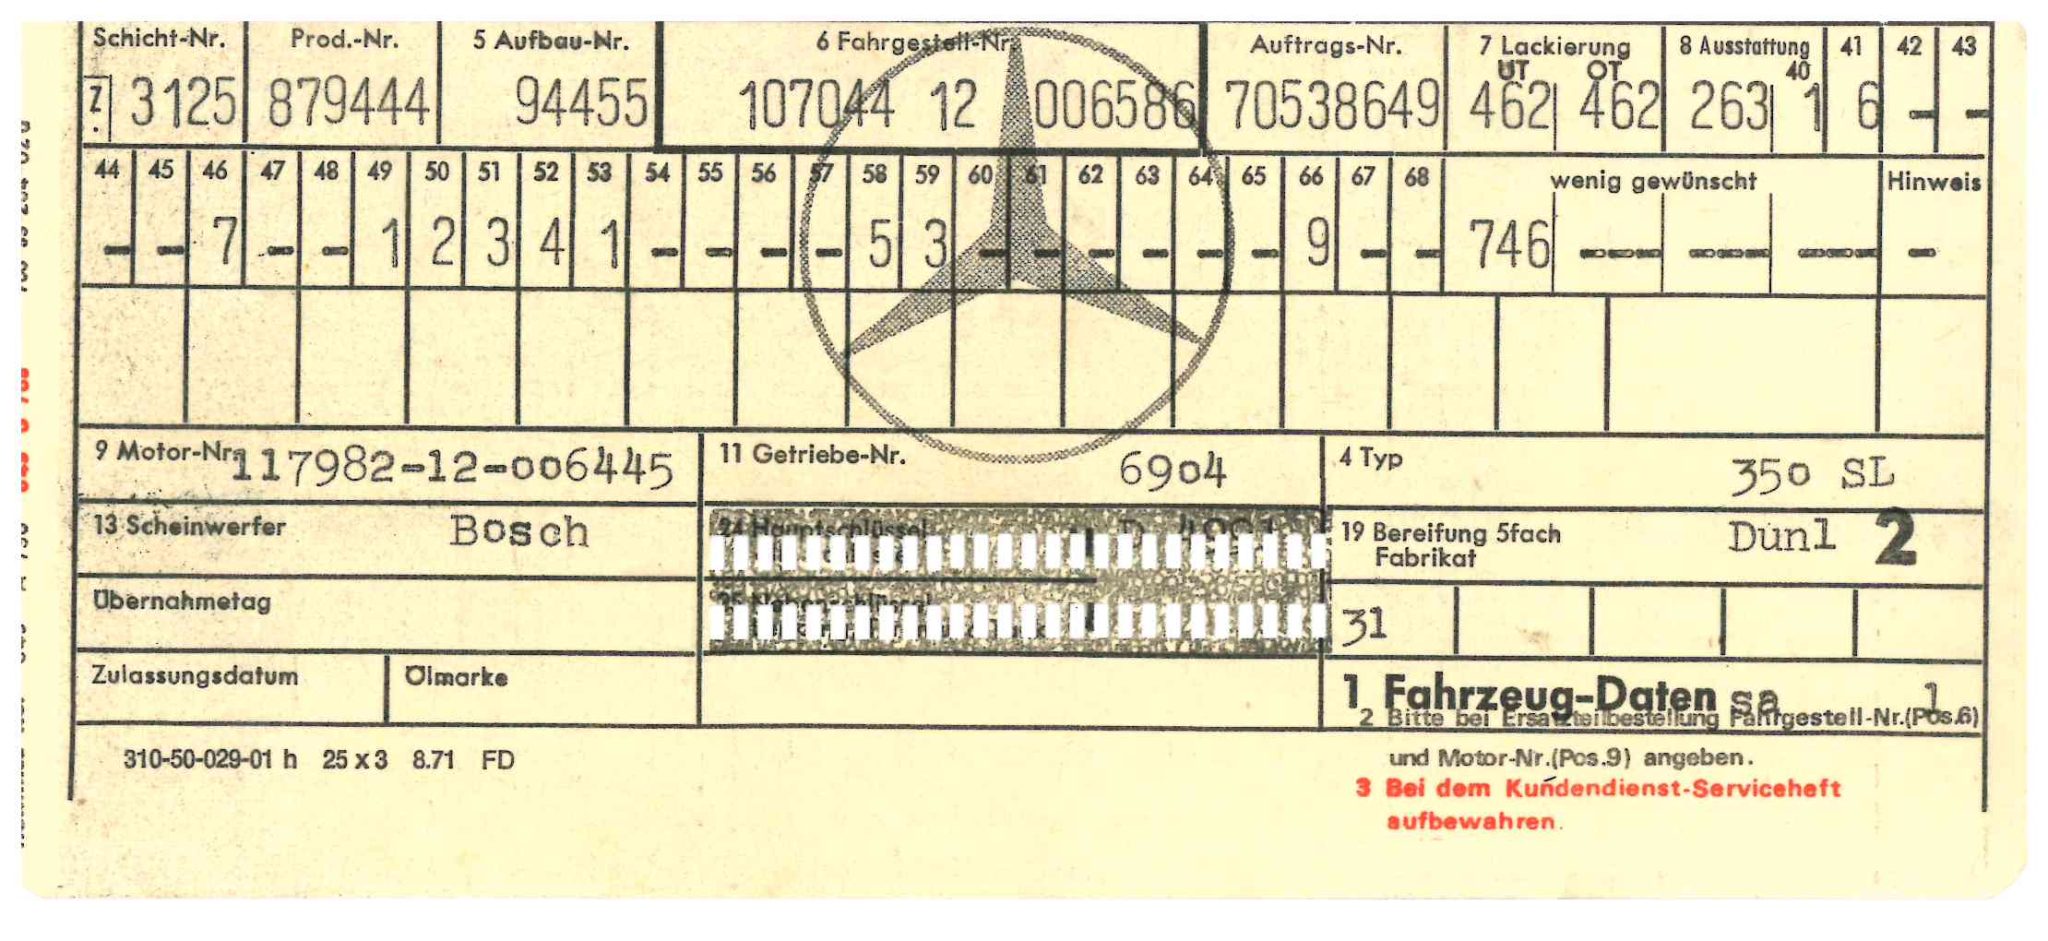 Schicht-Nr. Prod.-Nr. 5 Aufbau-Nr. 6 Fahrgestell-Nr. Auftrags-Nr. 7 Lackierung 8 Ausstattung 41 42 43
UT OT 40
Z. 3125 879444 94455 107044 12 006586 70538649 462 462 263 1 6 - -
44 45 46 47 48 49 50 51 52 53 54 55 56 57 58 59 60 61 62 63 64 65 66 67 68 wenig gewünscht Hinweis
- - 7 - - 1 2 3 4 1 - - - - 5 3 - - - - - - 9 - - 746 --- --- --- -
9 Motor-Nr. 117982-12-006445 11 Getriebe-Nr. 6904 4 Typ 350 SL
13 Scheinwerfer Bosch 24 Hauptschlüssel 19 Bereifung 5fach Dunl 2
Fabrikat
Übernahmetag 31
Zulassungsdatum Ölmarke 1 Fahrzeug-Daten sa 1
2 Bitte bei Ersatzteilbestellung Fahrgestell-Nr.(Pos.6)
310-50-029-01 h 25 x 3 8.71 FD und Motor-Nr.(Pos.9) angeben.
3 Bei dem Kundendienst-Serviceheft
aufbewahren.